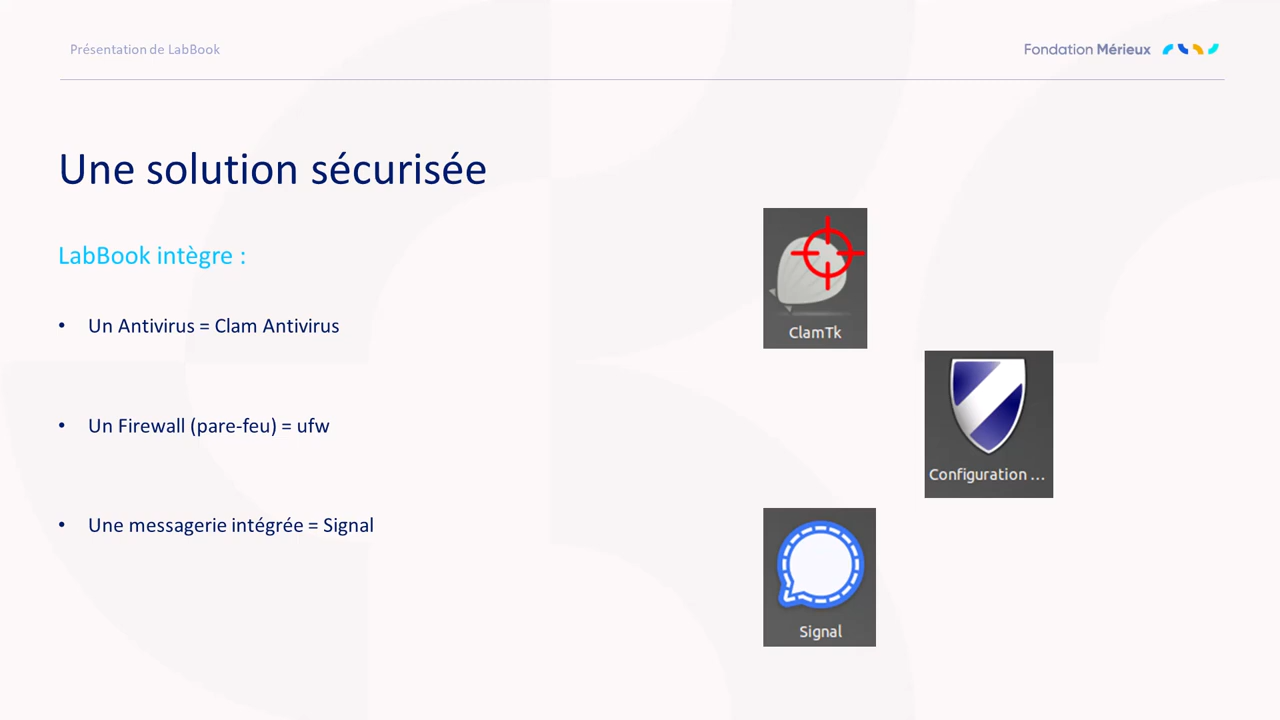 Présentation de LabBook
Fondation Mérieux
Une solution sécurisée
LabBook intègre :
• Un Antivirus = Clam Antivirus
• Un Firewall (pare-feu) = ufw
• Une messagerie intégrée = Signal
ClamTk
Configuration ...
Signal